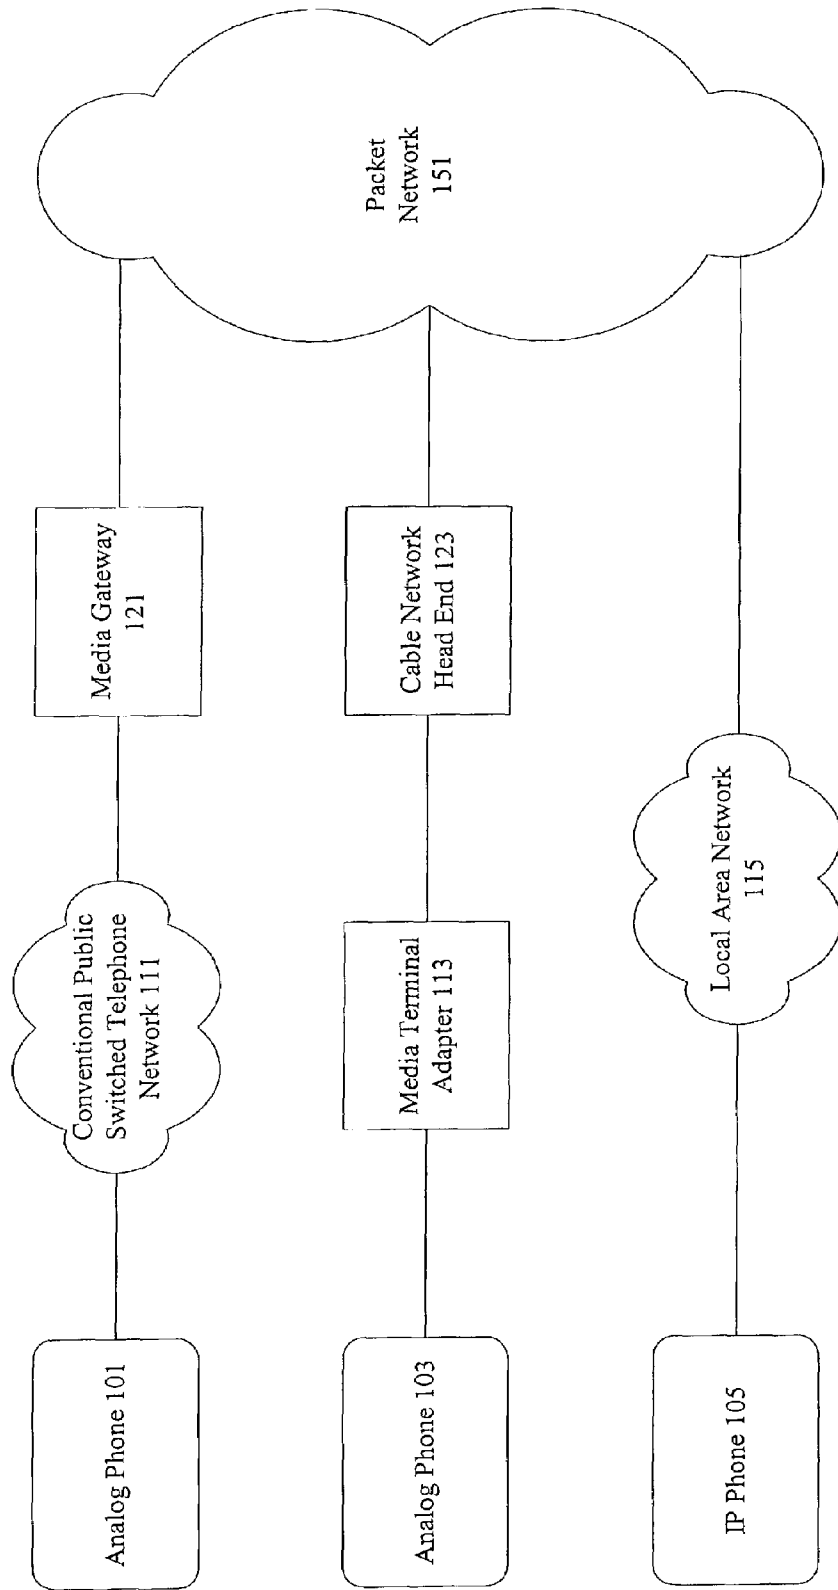 Analog Phone 101
Conventional Public
Switched Telephone
Network 111
Media Gateway
121
Analog Phone 103
Media Terminal
Adapter 113
Cable Network
Head End 123
Packet
Network
151
IP Phone 105
Local Area Network
115